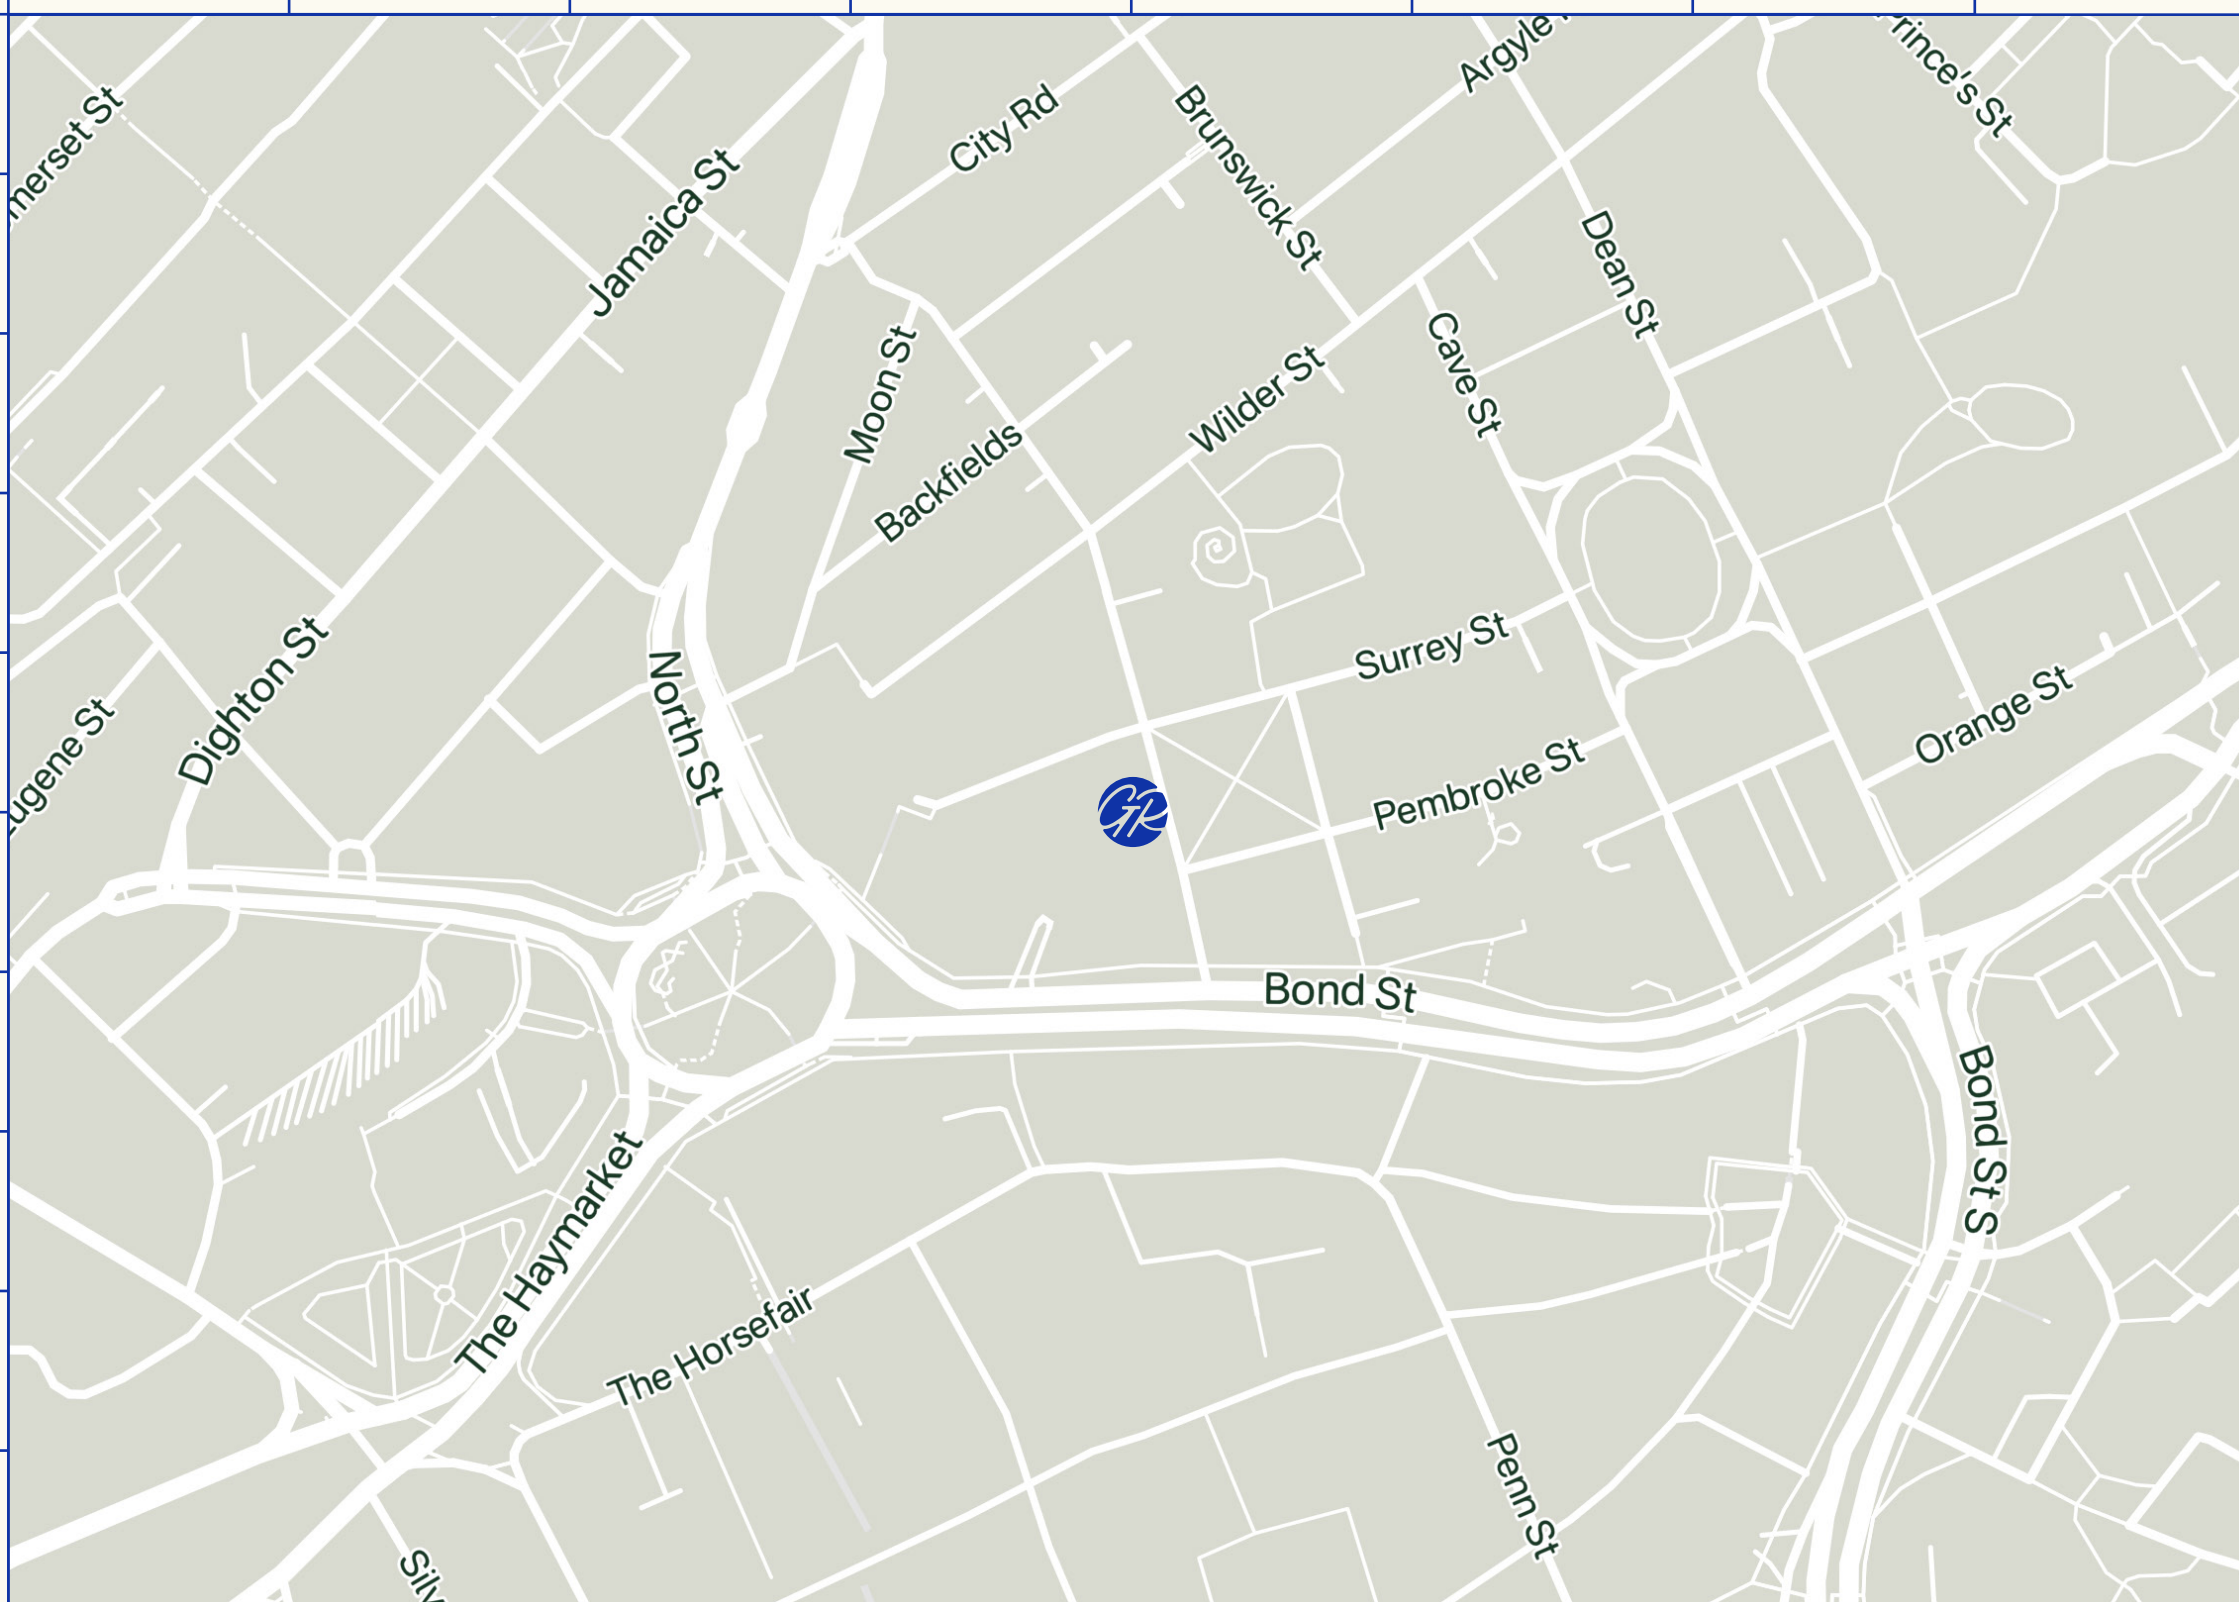 Argyle
rince's St
merset St
City Rd
Brunswick St
Jamaica St
Dean St
Moon St
Cave St
Wilder St
Backfields
Dighton St
Surrey St
North St
Orange St
ugene St
Pembroke St
GR
Bond St
Bond S
The Haymarket
The Horsefair
Penn St
Silv